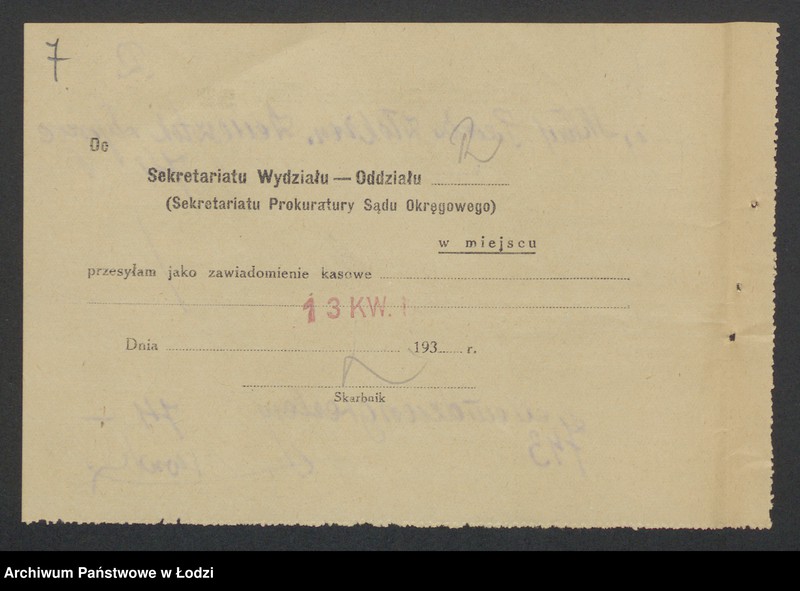 7
Do
Sekretariatu Wydziału — Oddziału
(Sekretariatu Prokuratury Sądu Okręgowego)
w miejscu
przesyłam jako zawiadomienie kasowe
13 KW.
Dnia 193 r.
Skarbnik
Archiwum Państwowe w Łodzi